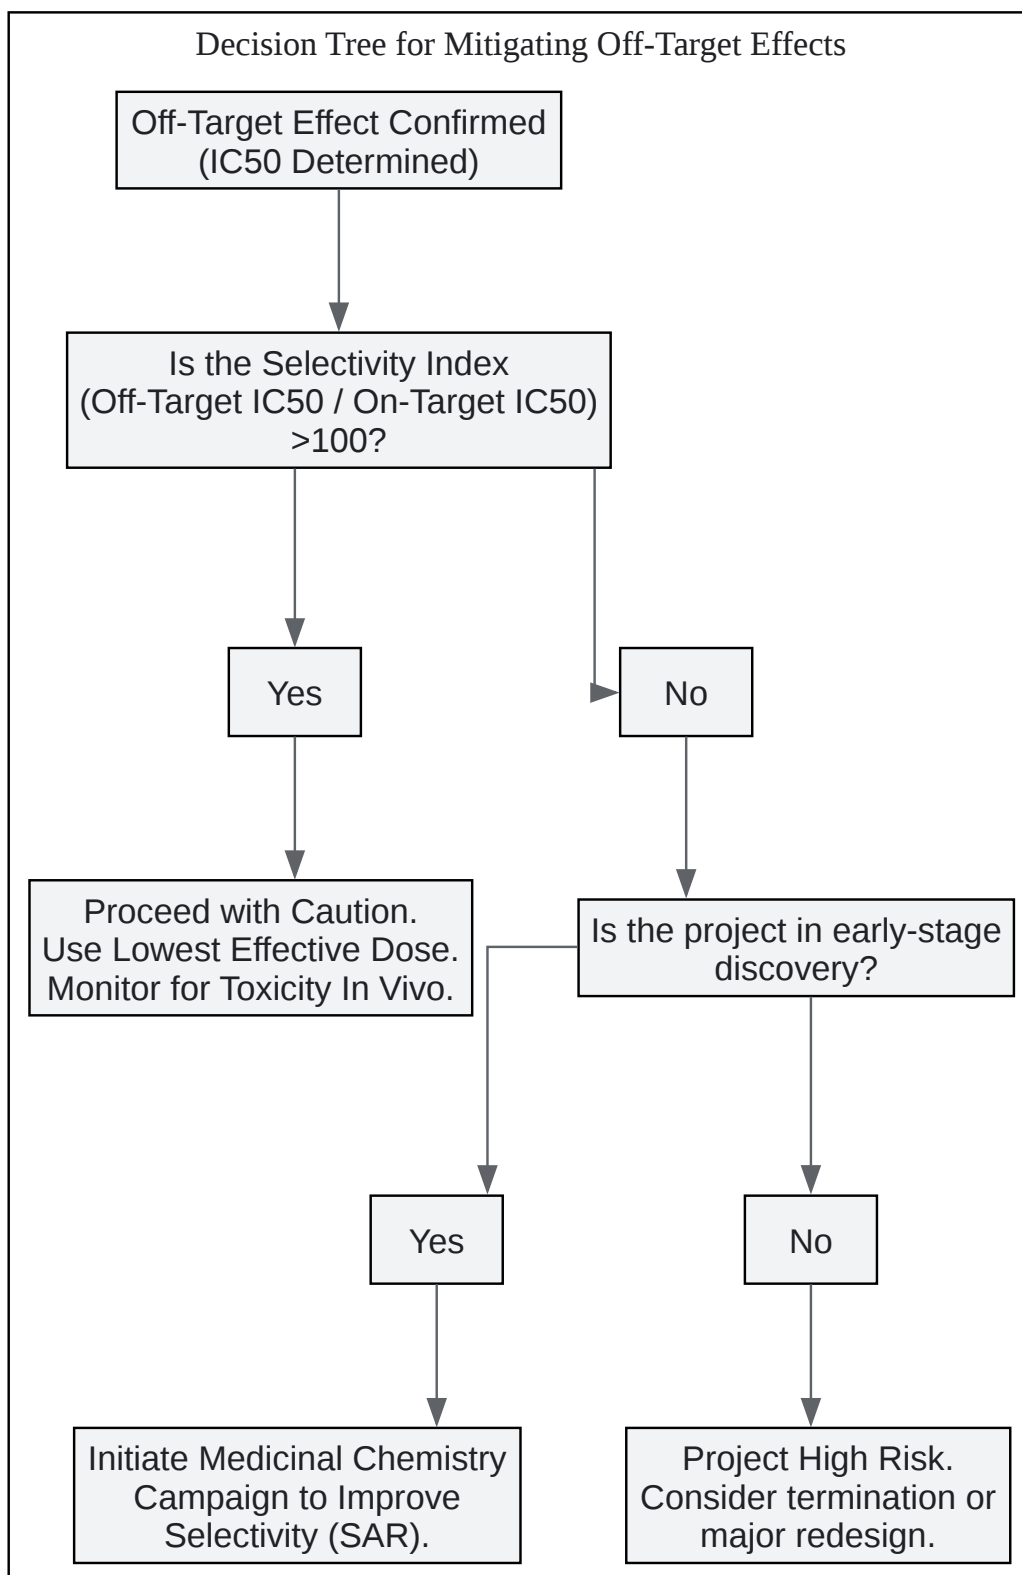 Decision Tree for Mitigating Off-Target Effects
Off-Target Effect Confirmed
(IC50 Determined)
Is the Selectivity Index
(Off-Target IC50 / On-Target IC50)
>100?
Yes
No
Proceed with Caution.
Use Lowest Effective Dose.
Monitor for Toxicity In Vivo.
Is the project in early-stage
discovery?
Yes
No
Initiate Medicinal Chemistry
Campaign to Improve
Selectivity (SAR).
Project High Risk.
Consider termination or
major redesign.